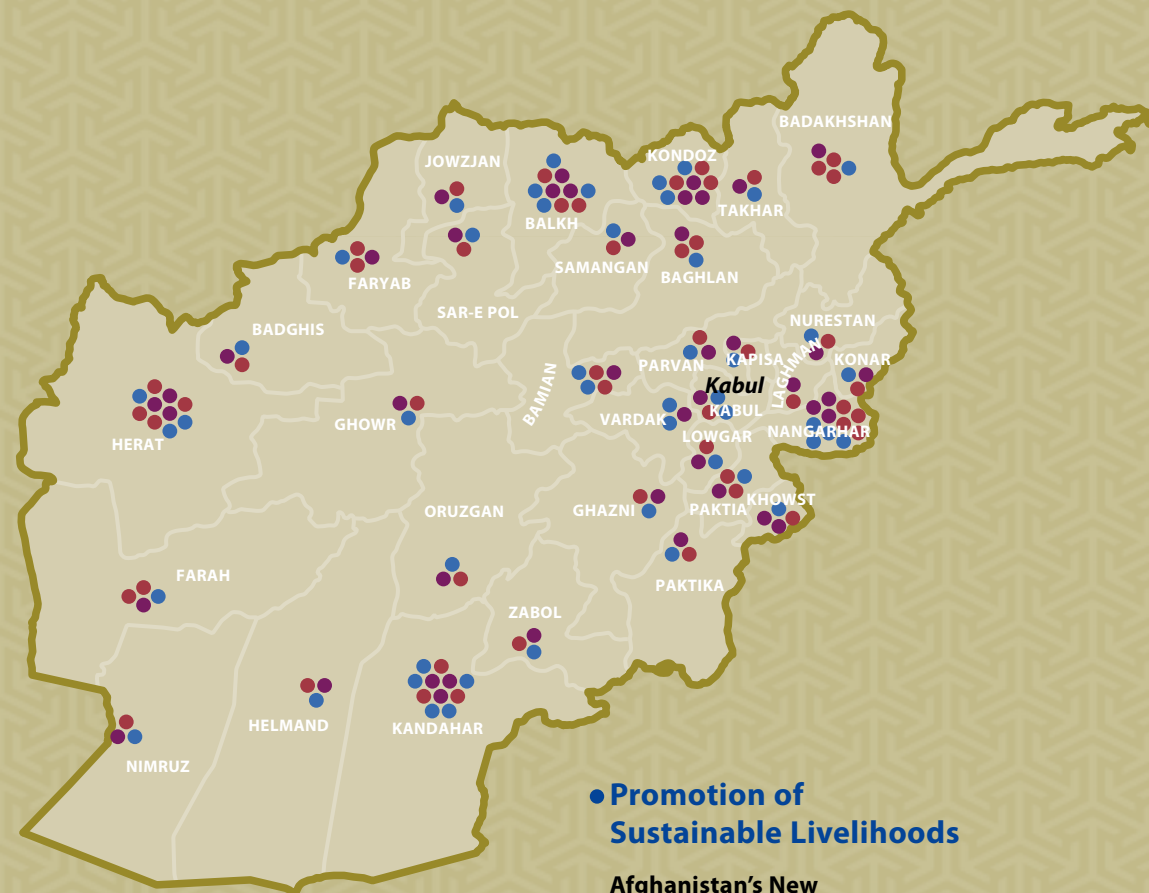 BADAKHSHAN
JOWZJAN
KONDOZ
TAKHAR
BALKH
SAMANGAN
BAGHLAN
FARYAB
SAR-E POL
BADGHIS
NURESTAN
PARVAN
KAPISA
LAGHMAN
KONAR
Kabul
BAMIAN
KABUL
VARDAK
GHOWR
HERAT
LOWGAR
NANGARHAR
KHOWST
PAKTIA
GHAZNI
ORUZGAN
FARAH
PAKTIKA
ZABOL
HELMAND
KANDAHAR
NIMRUZ
Promotion of
Sustainable Livelihoods
Afghanistan's New